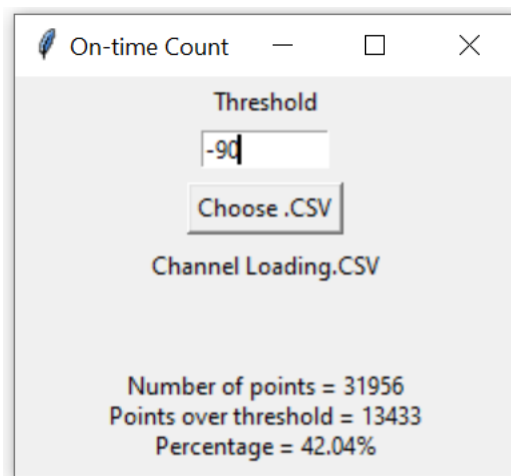 On-time Count
Threshold
-90
Choose .CSV
Channel Loading.CSV
Number of points = 31956
Points over threshold = 13433
Percentage = 42.04%